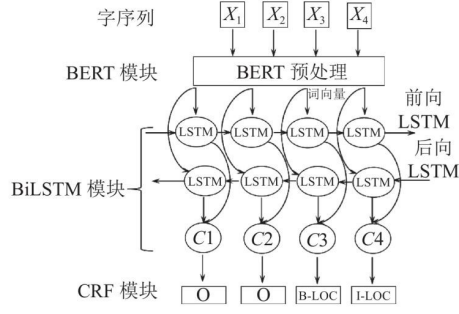 字序列 X1 X2 X3 X4
BERT 模块 BERT 预处理
词向量
前向
LSTM
LSTM LSTM LSTM LSTM
后向
LSTM
BiLSTM 模块
LSTM LSTM LSTM LSTM
C1 C2 C3 C4
CRF 模块 O O B-LOC I-LOC